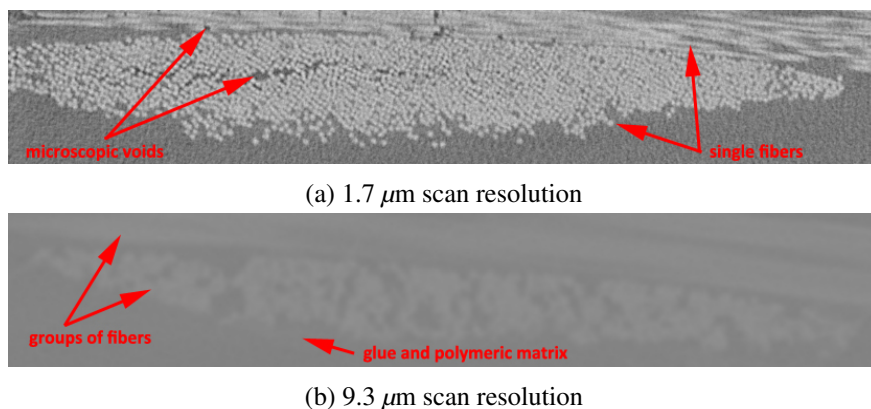 microscopic voids
single fibers
(a) 1.7 μm scan resolution
groups of fibers
glue and polymeric matrix
(b) 9.3 μm scan resolution